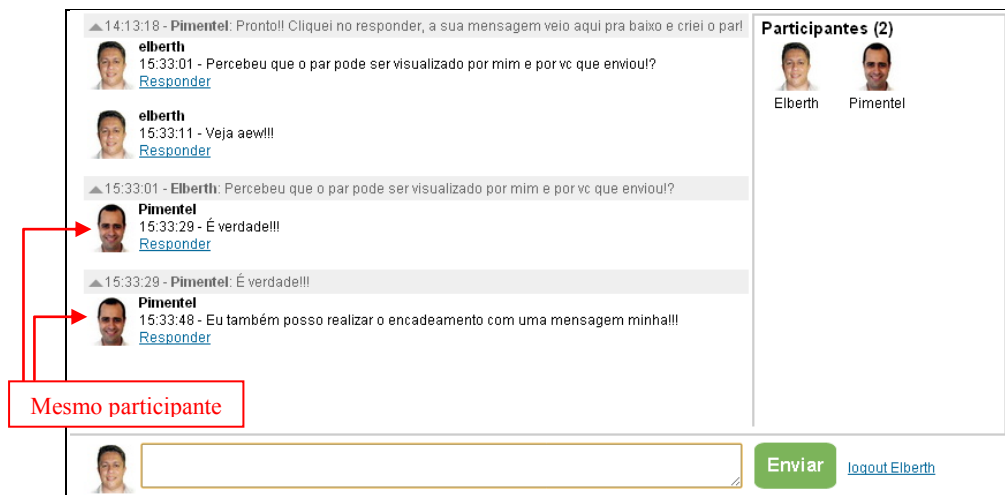 14:13:18 - Pimentel: Pronto!! Cliquei no responder, a sua mensagem veio aqui pra baixo e criei o par!
elberth
15:33:01 - Percebeu que o par pode ser visualizado por mim e por vc que enviou!?
Responder
elberth
15:33:11 - Veja aew!!!
Responder
15:33:01 - Elberth: Percebeu que o par pode ser visualizado por mim e por vc que enviou!?
Pimentel
15:33:29 - É verdade!!!
Responder
15:33:29 - Pimentel: É verdade!!!
Pimentel
15:33:48 - Eu também posso realizar o encadeamento com uma mensagem minha!!!
Responder
Mesmo participante
Participantes (2)
Elberth Pimentel
Enviar logout Elberth